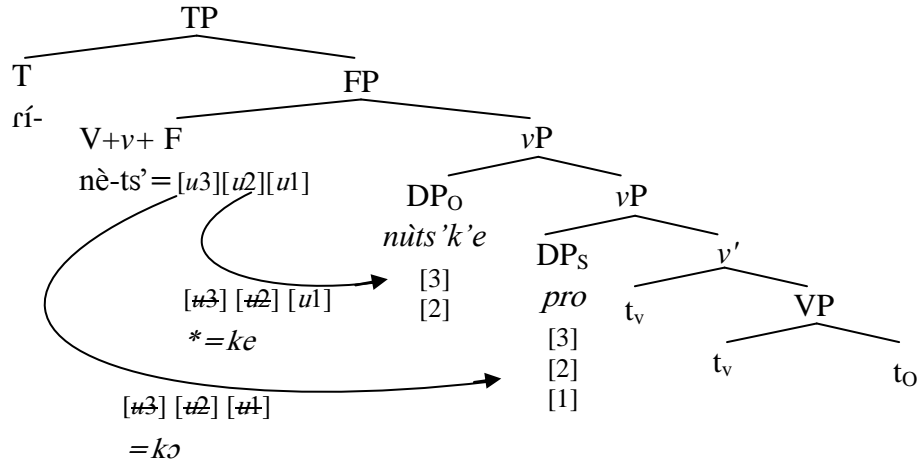 TP
T
FP
ɾí-
V+v+ F
vP
nè-ts’=[u3][u2][u1]
DPO
vP
nùts’k’e
DPS
v'
[3]
[u3] [u2] [u1]
pro
tv
VP
[2]
*=ke
[3]
[2]
tv
tO
[1]
[u3] [u2] [u1]
=kɔ